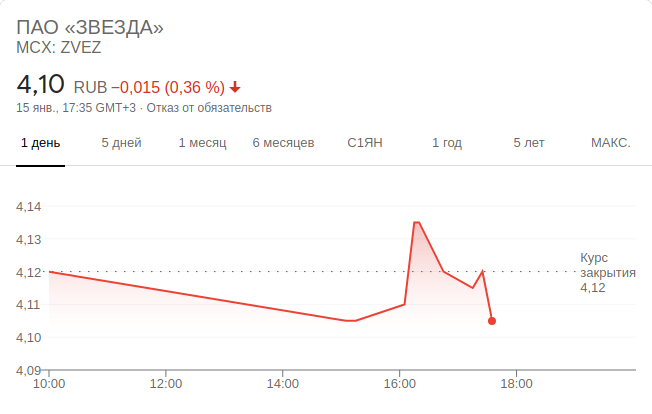 ПАО «ЗВЕЗДА»
MCX: ZVEZ
4,10 RUB −0,015 (0,36 %)
15 янв., 17:35 GMT+3 · Отказ от обязательств
1 день 5 дней 1 месяц 6 месяцев С1ЯН 1 год 5 лет МАКС.
4,14
4,13
Курс
4,12 закрытия
4,12
4,11
4,10
4,09
10:00 12:00 14:00 16:00 18:00